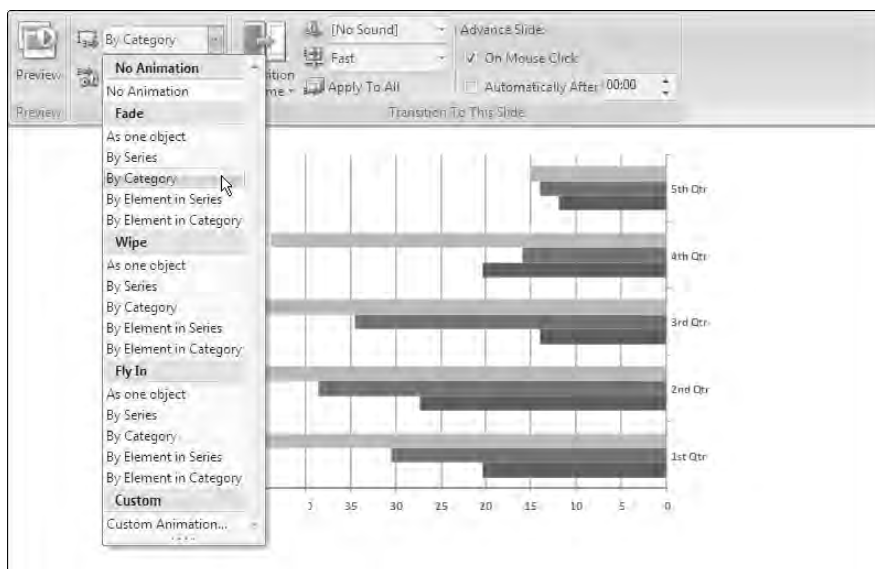 By Category
[No Sound]
Advance Slide:
Preview
Fast
On Mouse Click
Apply To All
Automatically After: 00:00
Preview
Transition To This Slide
No Animation
No Animation
Fade
As one object
By Series
By Category
By Element in Series
By Element in Category
Wipe
As one object
By Series
By Category
By Element in Series
By Element in Category
Fly In
As one object
By Series
By Category
By Element in Series
By Element in Category
Custom
Custom Animation...
5th Qtr
4th Qtr
3rd Qtr
2nd Qtr
1st Qtr
35 30 25 20 15 10 5 0